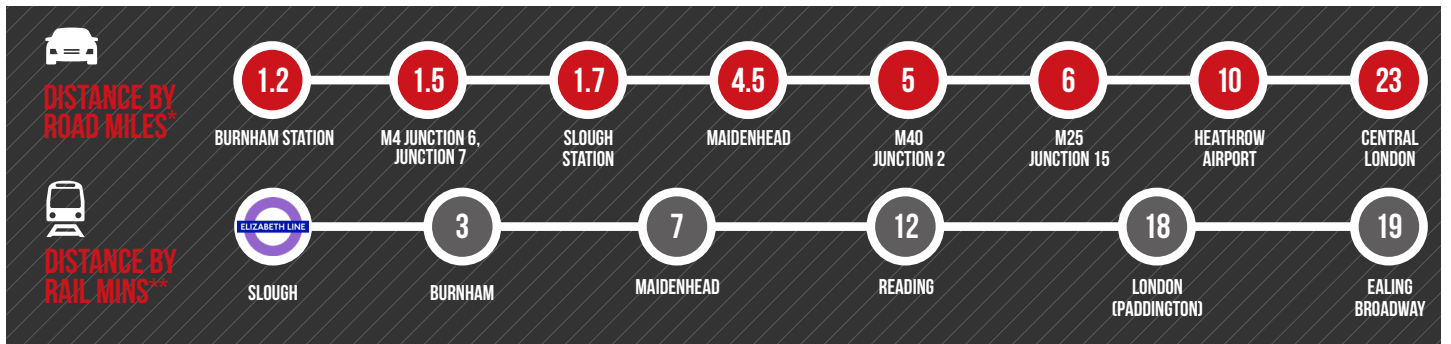 DISTANCE BY
ROAD MILES*
1.2
BURNHAM STATION
1.5
M4 JUNCTION 6,
JUNCTION 7
1.7
SLOUGH
STATION
4.5
MAIDENHEAD
5
M40
JUNCTION 2
6
M25
JUNCTION 15
10
HEATHROW
AIRPORT
23
CENTRAL
LONDON
DISTANCE BY
RAIL MINS**
ELIZABETH LINE
SLOUGH
3
BURNHAM
7
MAIDENHEAD
12
READING
18
LONDON
(PADDINGTON)
19
EALING
BROADWAY